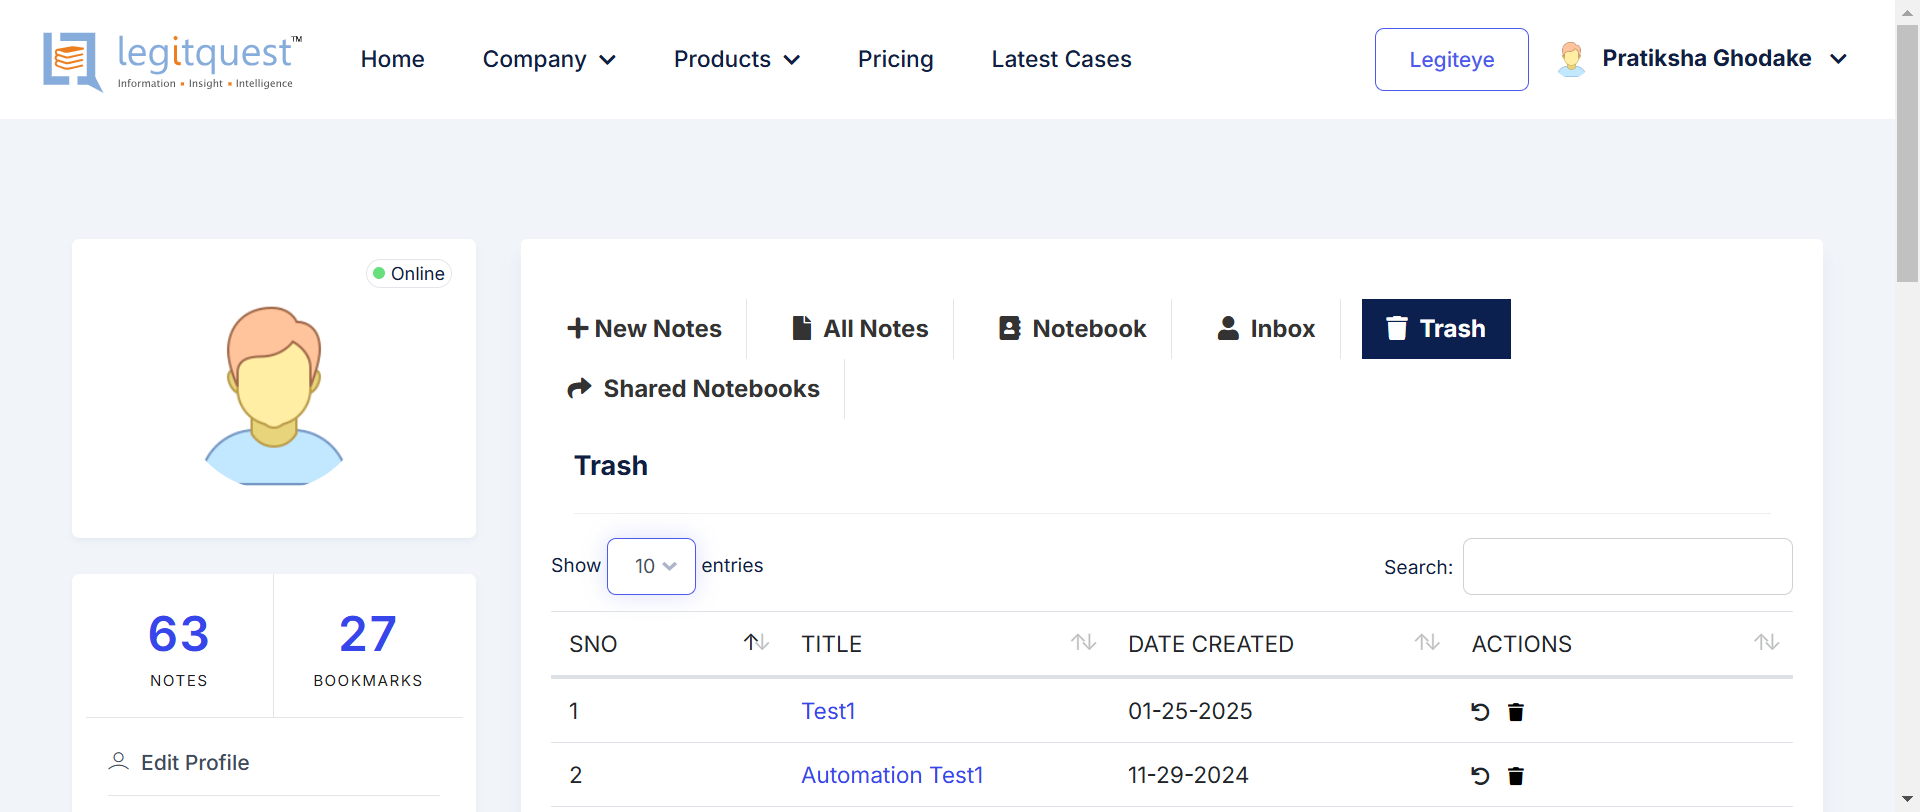 legitquest™
Information • Insight • Intelligence
Home
Company
Products
Pricing
Latest Cases
Legiteye
Pratiksha Ghodake
Online
New Notes
All Notes
Notebook
Inbox
Trash
Shared Notebooks
Trash
Show 10 entries
Search:
63
NOTES
27
BOOKMARKS
Edit Profile
SNO TITLE DATE CREATED ACTIONS
1 Test1 01-25-2025
2 Automation Test1 11-29-2024